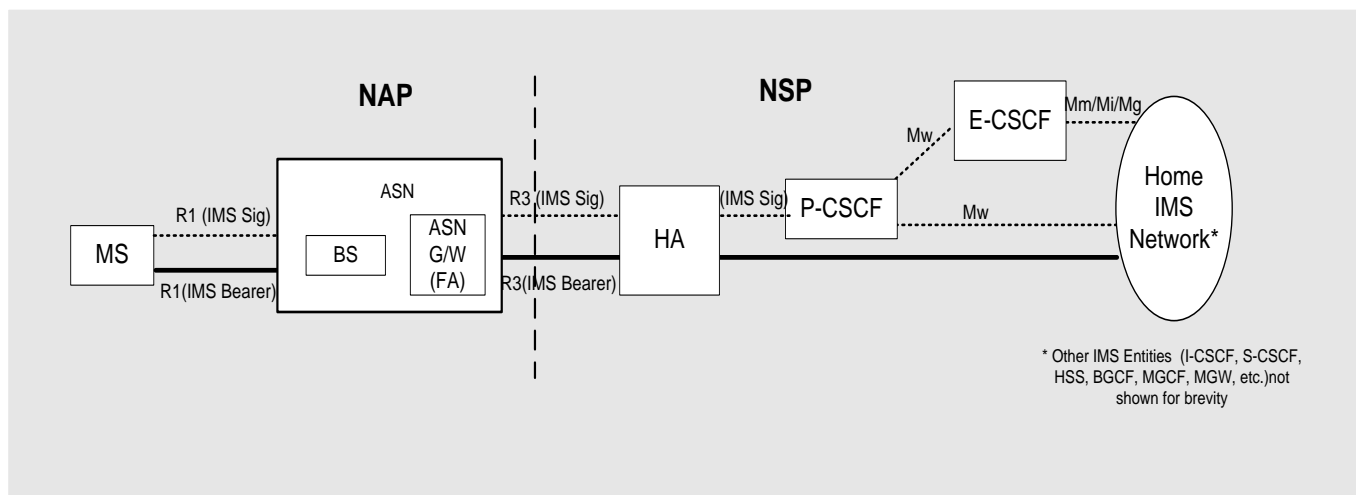 NAP
NSP
MS
R1 (IMS Sig)
R1(IMS Bearer)
ASN
BS
ASN
G/W
(FA)
R3 (IMS Sig)
R3(IMS Bearer)
HA
(IMS Sig)
P-CSCF
Mw
E-CSCF
Mm/Mi/Mg
Mw
Home
IMS
Network*
* Other IMS Entities (I-CSCF, S-CSCF,
HSS, BGCF, MGCF, MGW, etc.)not
shown for brevity